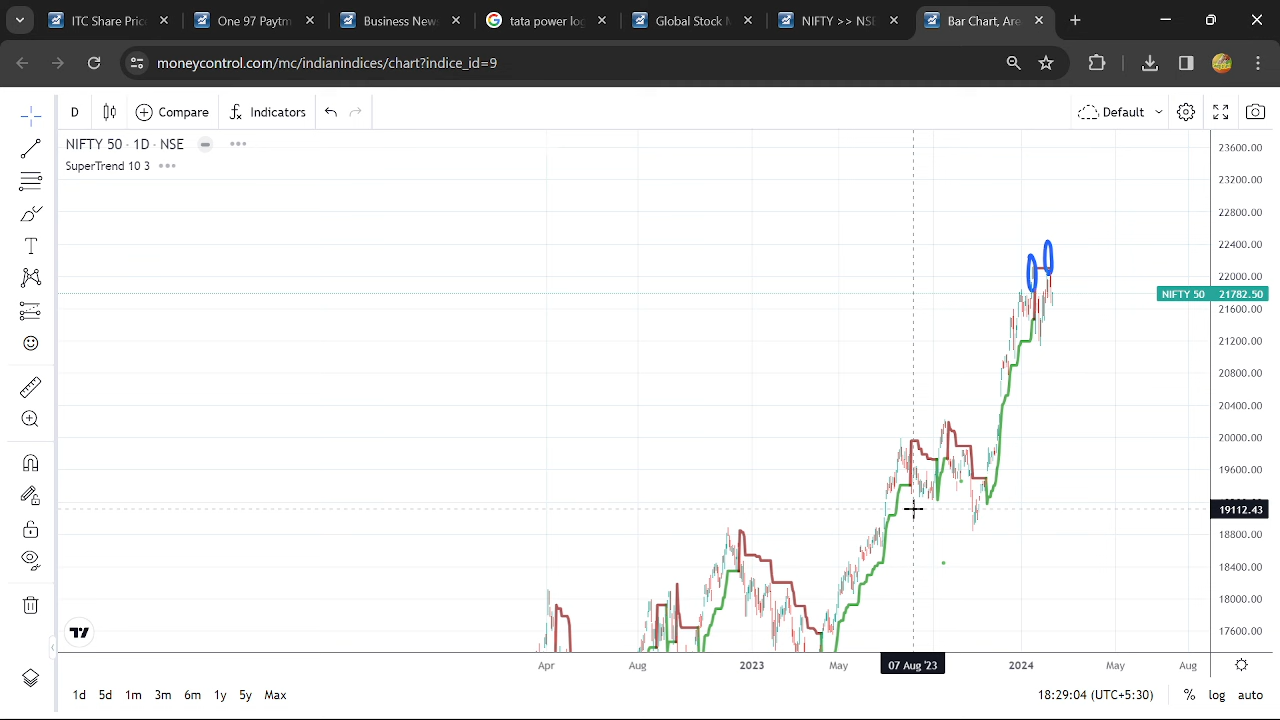 ITC Share Pric
One 97 Paytm
Business New
tata power log
Global Stock M
NIFTY >> NSE
Bar Chart, Are
moneycontrol.com/mc/indianindices/chart?indice_id=9
D
Compare
Indicators
Default
NIFTY 50 · 1D · NSE
SuperTrend 10 3
23600.00
23200.00
22800.00
22400.00
22000.00
NIFTY 50 21782.50
21600.00
21200.00
20800.00
20400.00
20000.00
19600.00
19112.43
18800.00
18400.00
18000.00
17600.00
Apr Aug 2023 May 07 Aug '23 2024 May Aug
1d 5d 1m 3m 6m 1y 5y Max
18:29:04 (UTC+5:30) % log auto